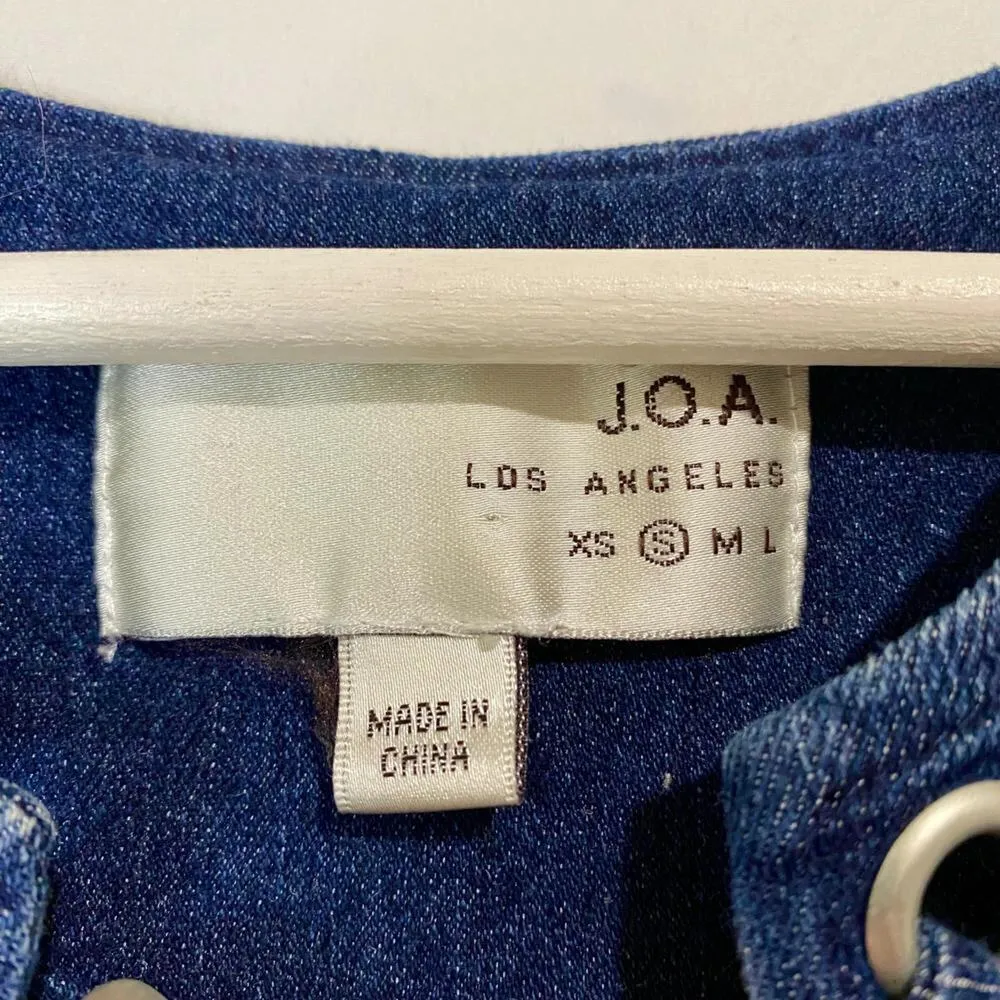 J.O.A.
LOS ANGELES
XS S M L
MADE IN
CHINA